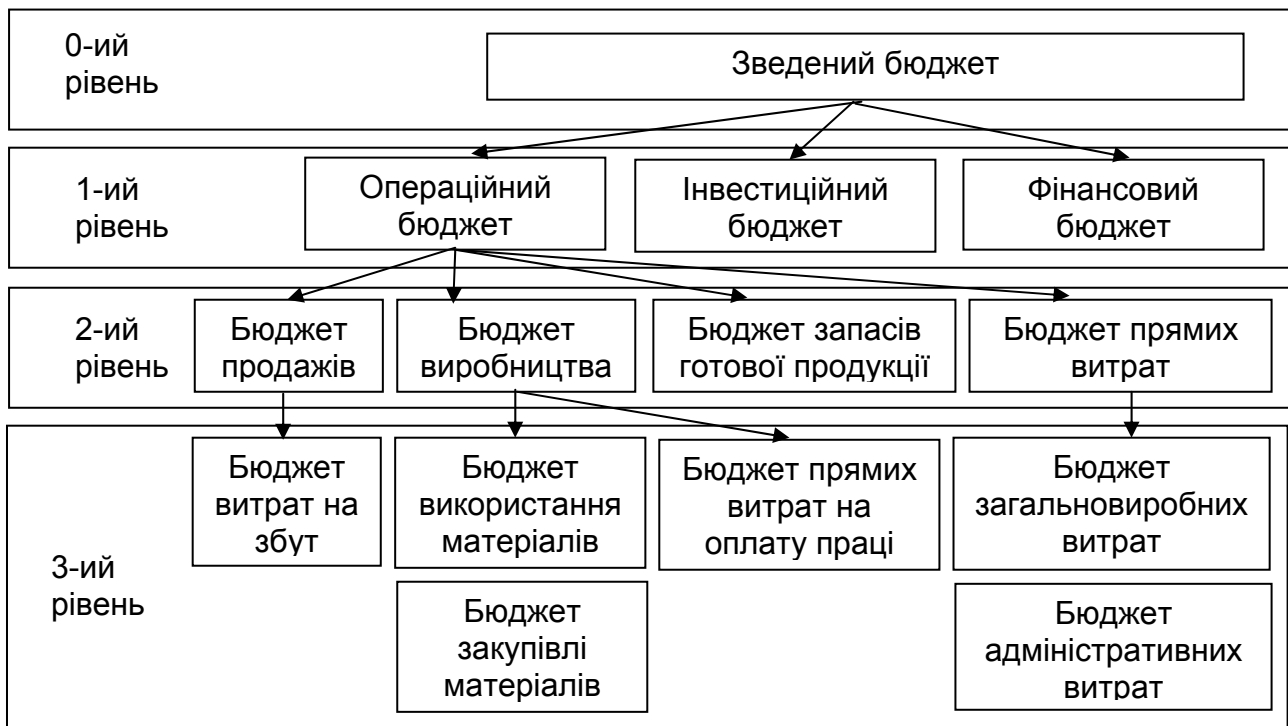 0-ий
рівень
Зведений бюджет
1-ий
рівень
Операційний
бюджет
Інвестиційний
бюджет
Фінансовий
бюджет
2-ий
рівень
Бюджет
продажів
Бюджет
виробництва
Бюджет запасів
готової продукції
Бюджет прямих
витрат
3-ий
рівень
Бюджет
витрат на
збут
Бюджет
використання
матеріалів
Бюджет прямих
витрат на
оплату праці
Бюджет
загальновиробних
витрат
Бюджет
закупівлі
матеріалів
Бюджет
адміністративних
витрат